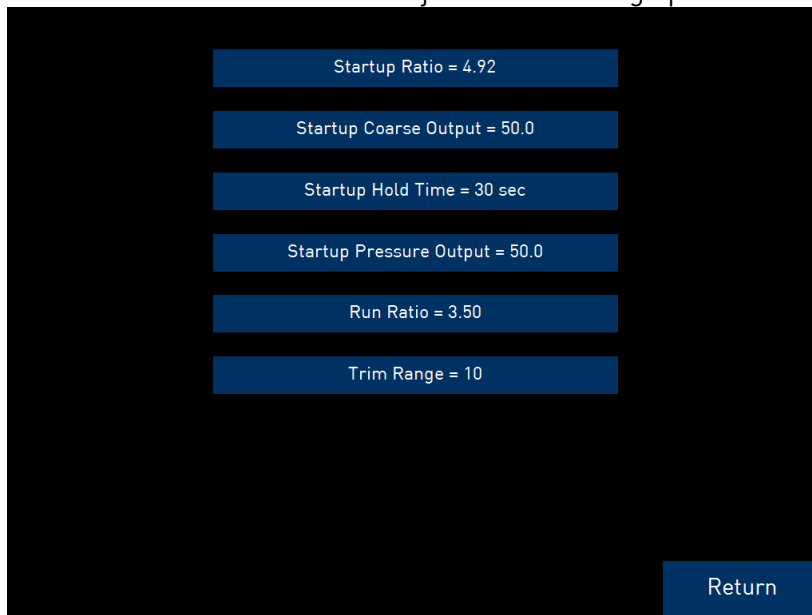 Startup Ratio = 4.92
Startup Coarse Output = 50.0
Startup Hold Time = 30 sec
Startup Pressure Output = 50.0
Run Ratio = 3.50
Trim Range = 10
Return